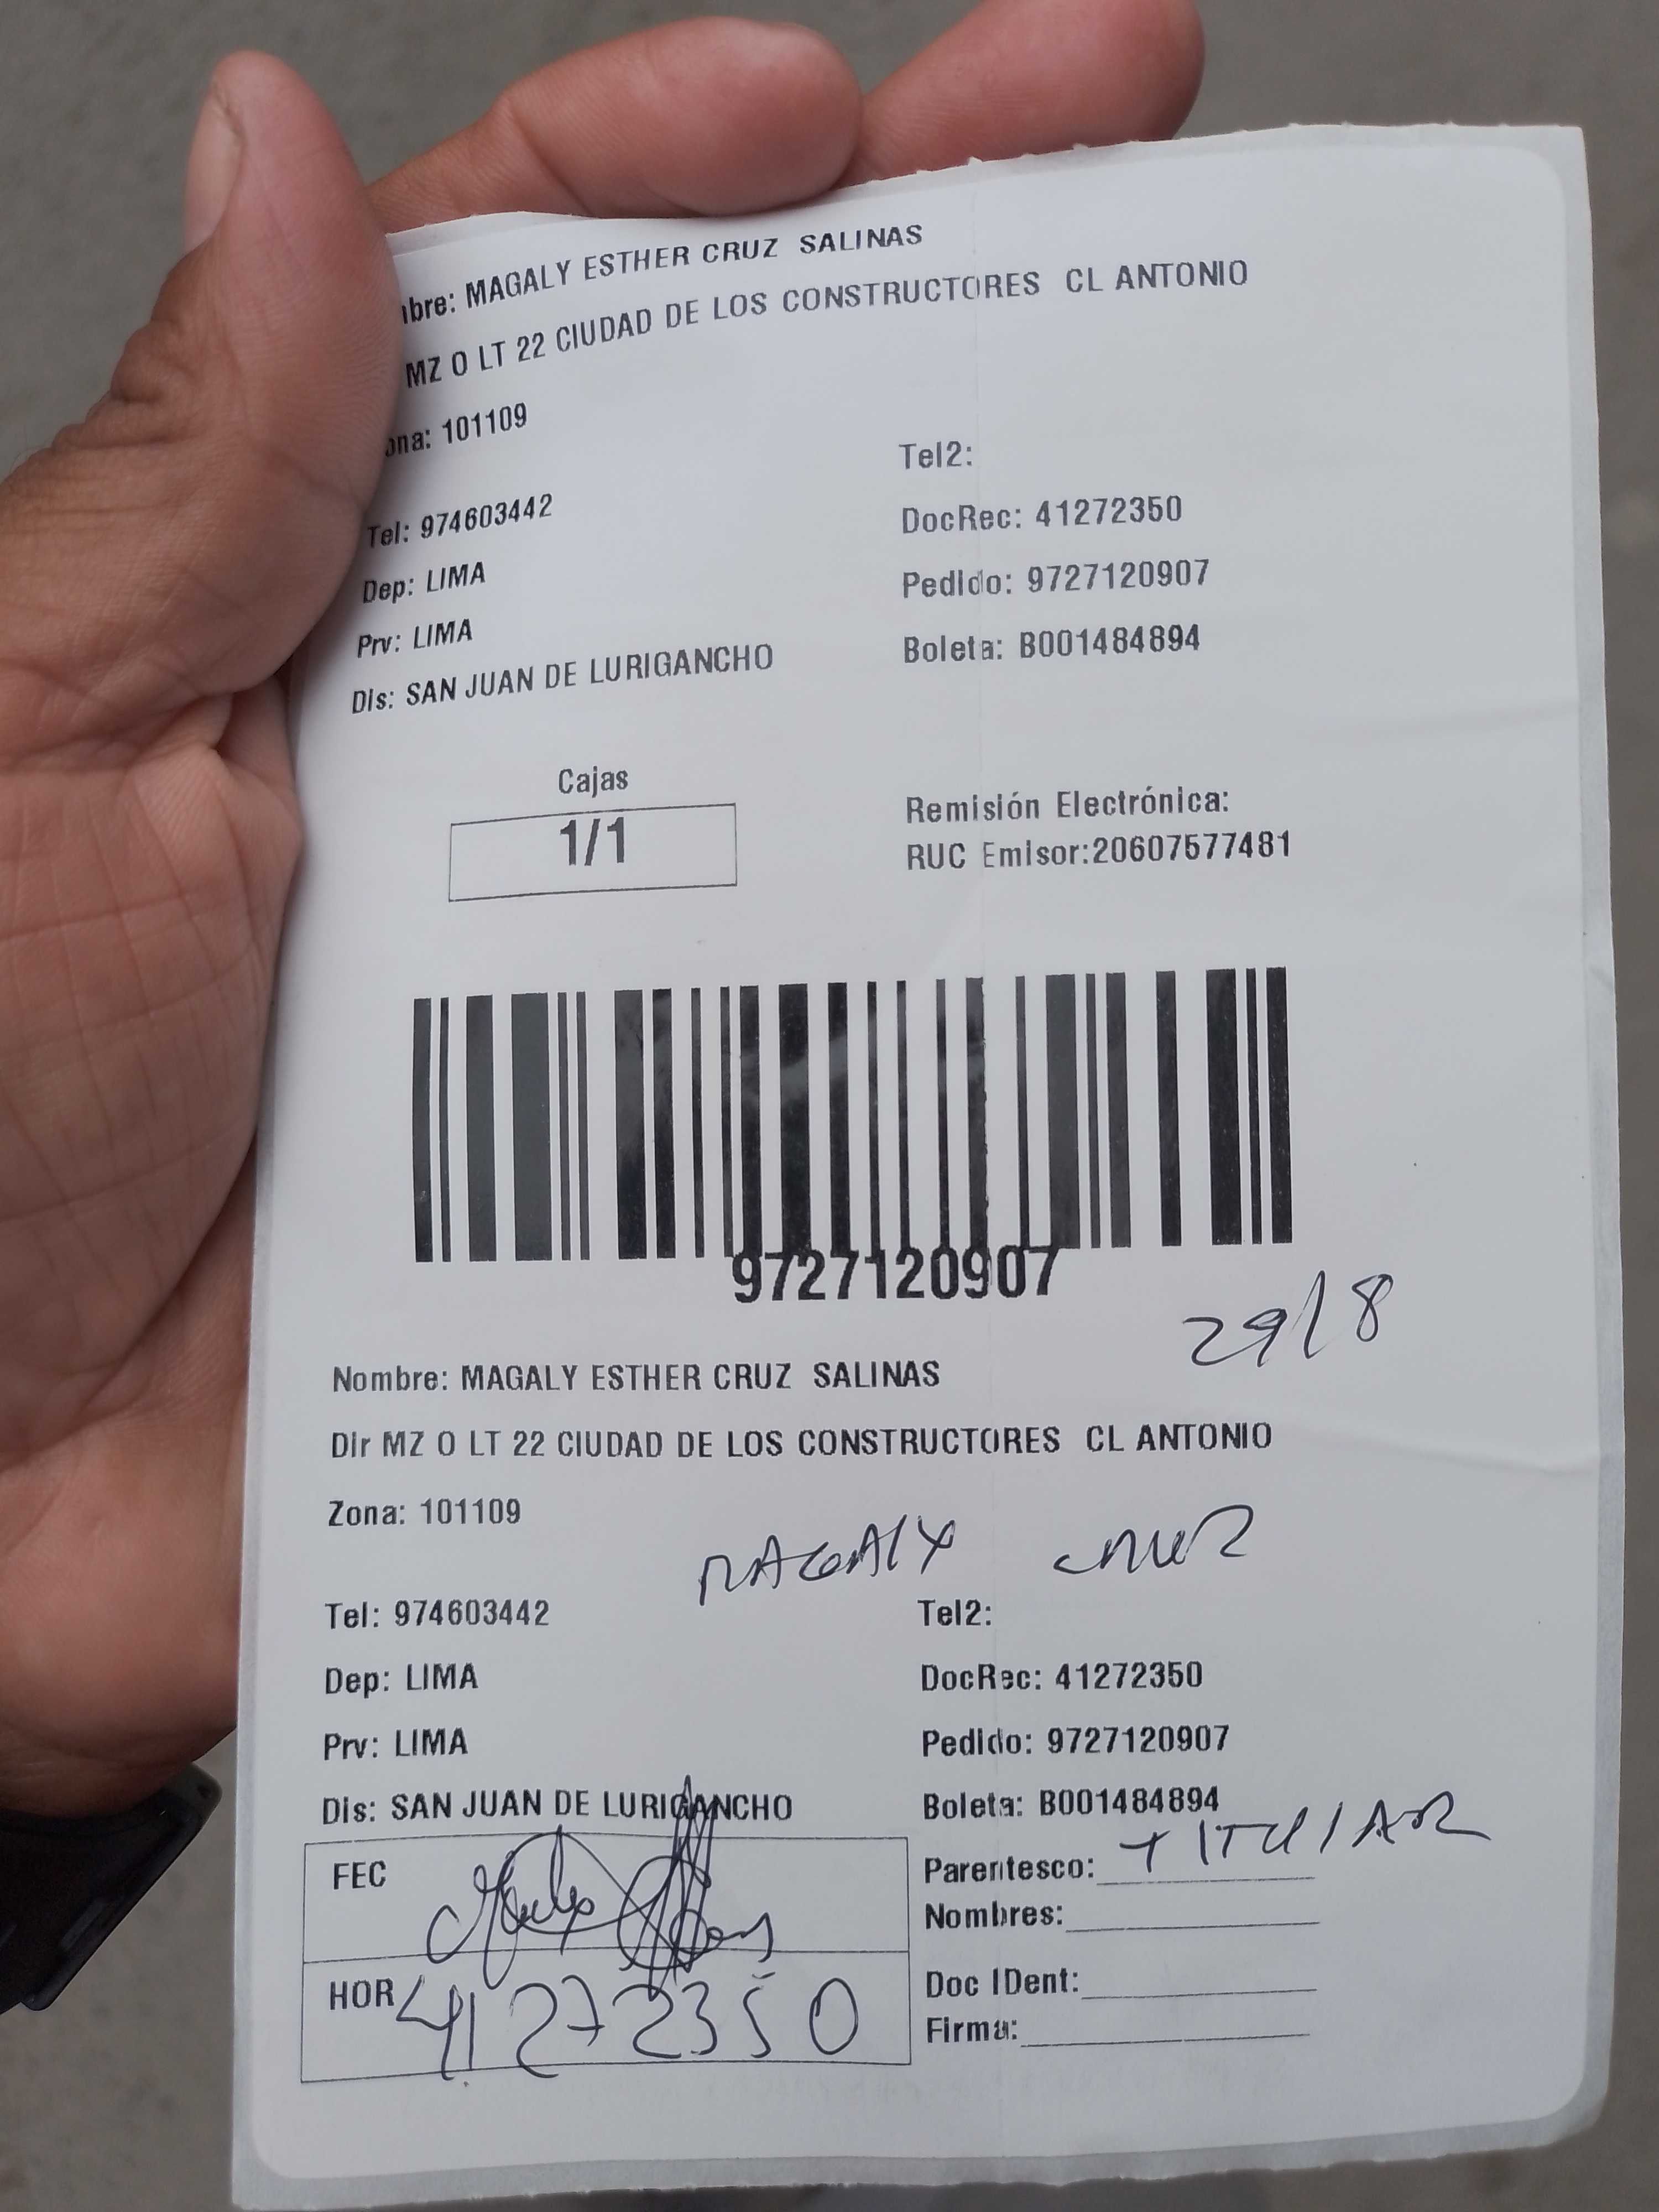 bre: MAGALY ESTHER CRUZ SALINAS
MZ O LT 22 CIUDAD DE LOS CONSTRUCTORES CL ANTONIO
ona: 101109
Tel2:
Tel: 974603442
DocRec: 41272350
Dep: LIMA
Pedido: 9727120907
Prv: LIMA
Boleta: B001484894
Dis: SAN JUAN DE LURIGANCHO
Cajas
1/1
Remisión Electrónica:
RUC Emisor:20607577481
9727120907
29/8
Nombre: MAGALY ESTHER CRUZ SALINAS
Dir MZ O LT 22 CIUDAD DE LOS CONSTRUCTORES CL ANTONIO
Zona: 101109
MAGALY CRUZ
Tel: 974603442
Tel2:
Dep: LIMA
DocRec: 41272350
Prv: LIMA
Pedido: 9727120907
Dis: SAN JUAN DE LURIGANCHO
Boleta: B001484894
FEC
Parentesco: TITULAR
Nombres:
HOR 41272350
Doc IDent:
Firma: